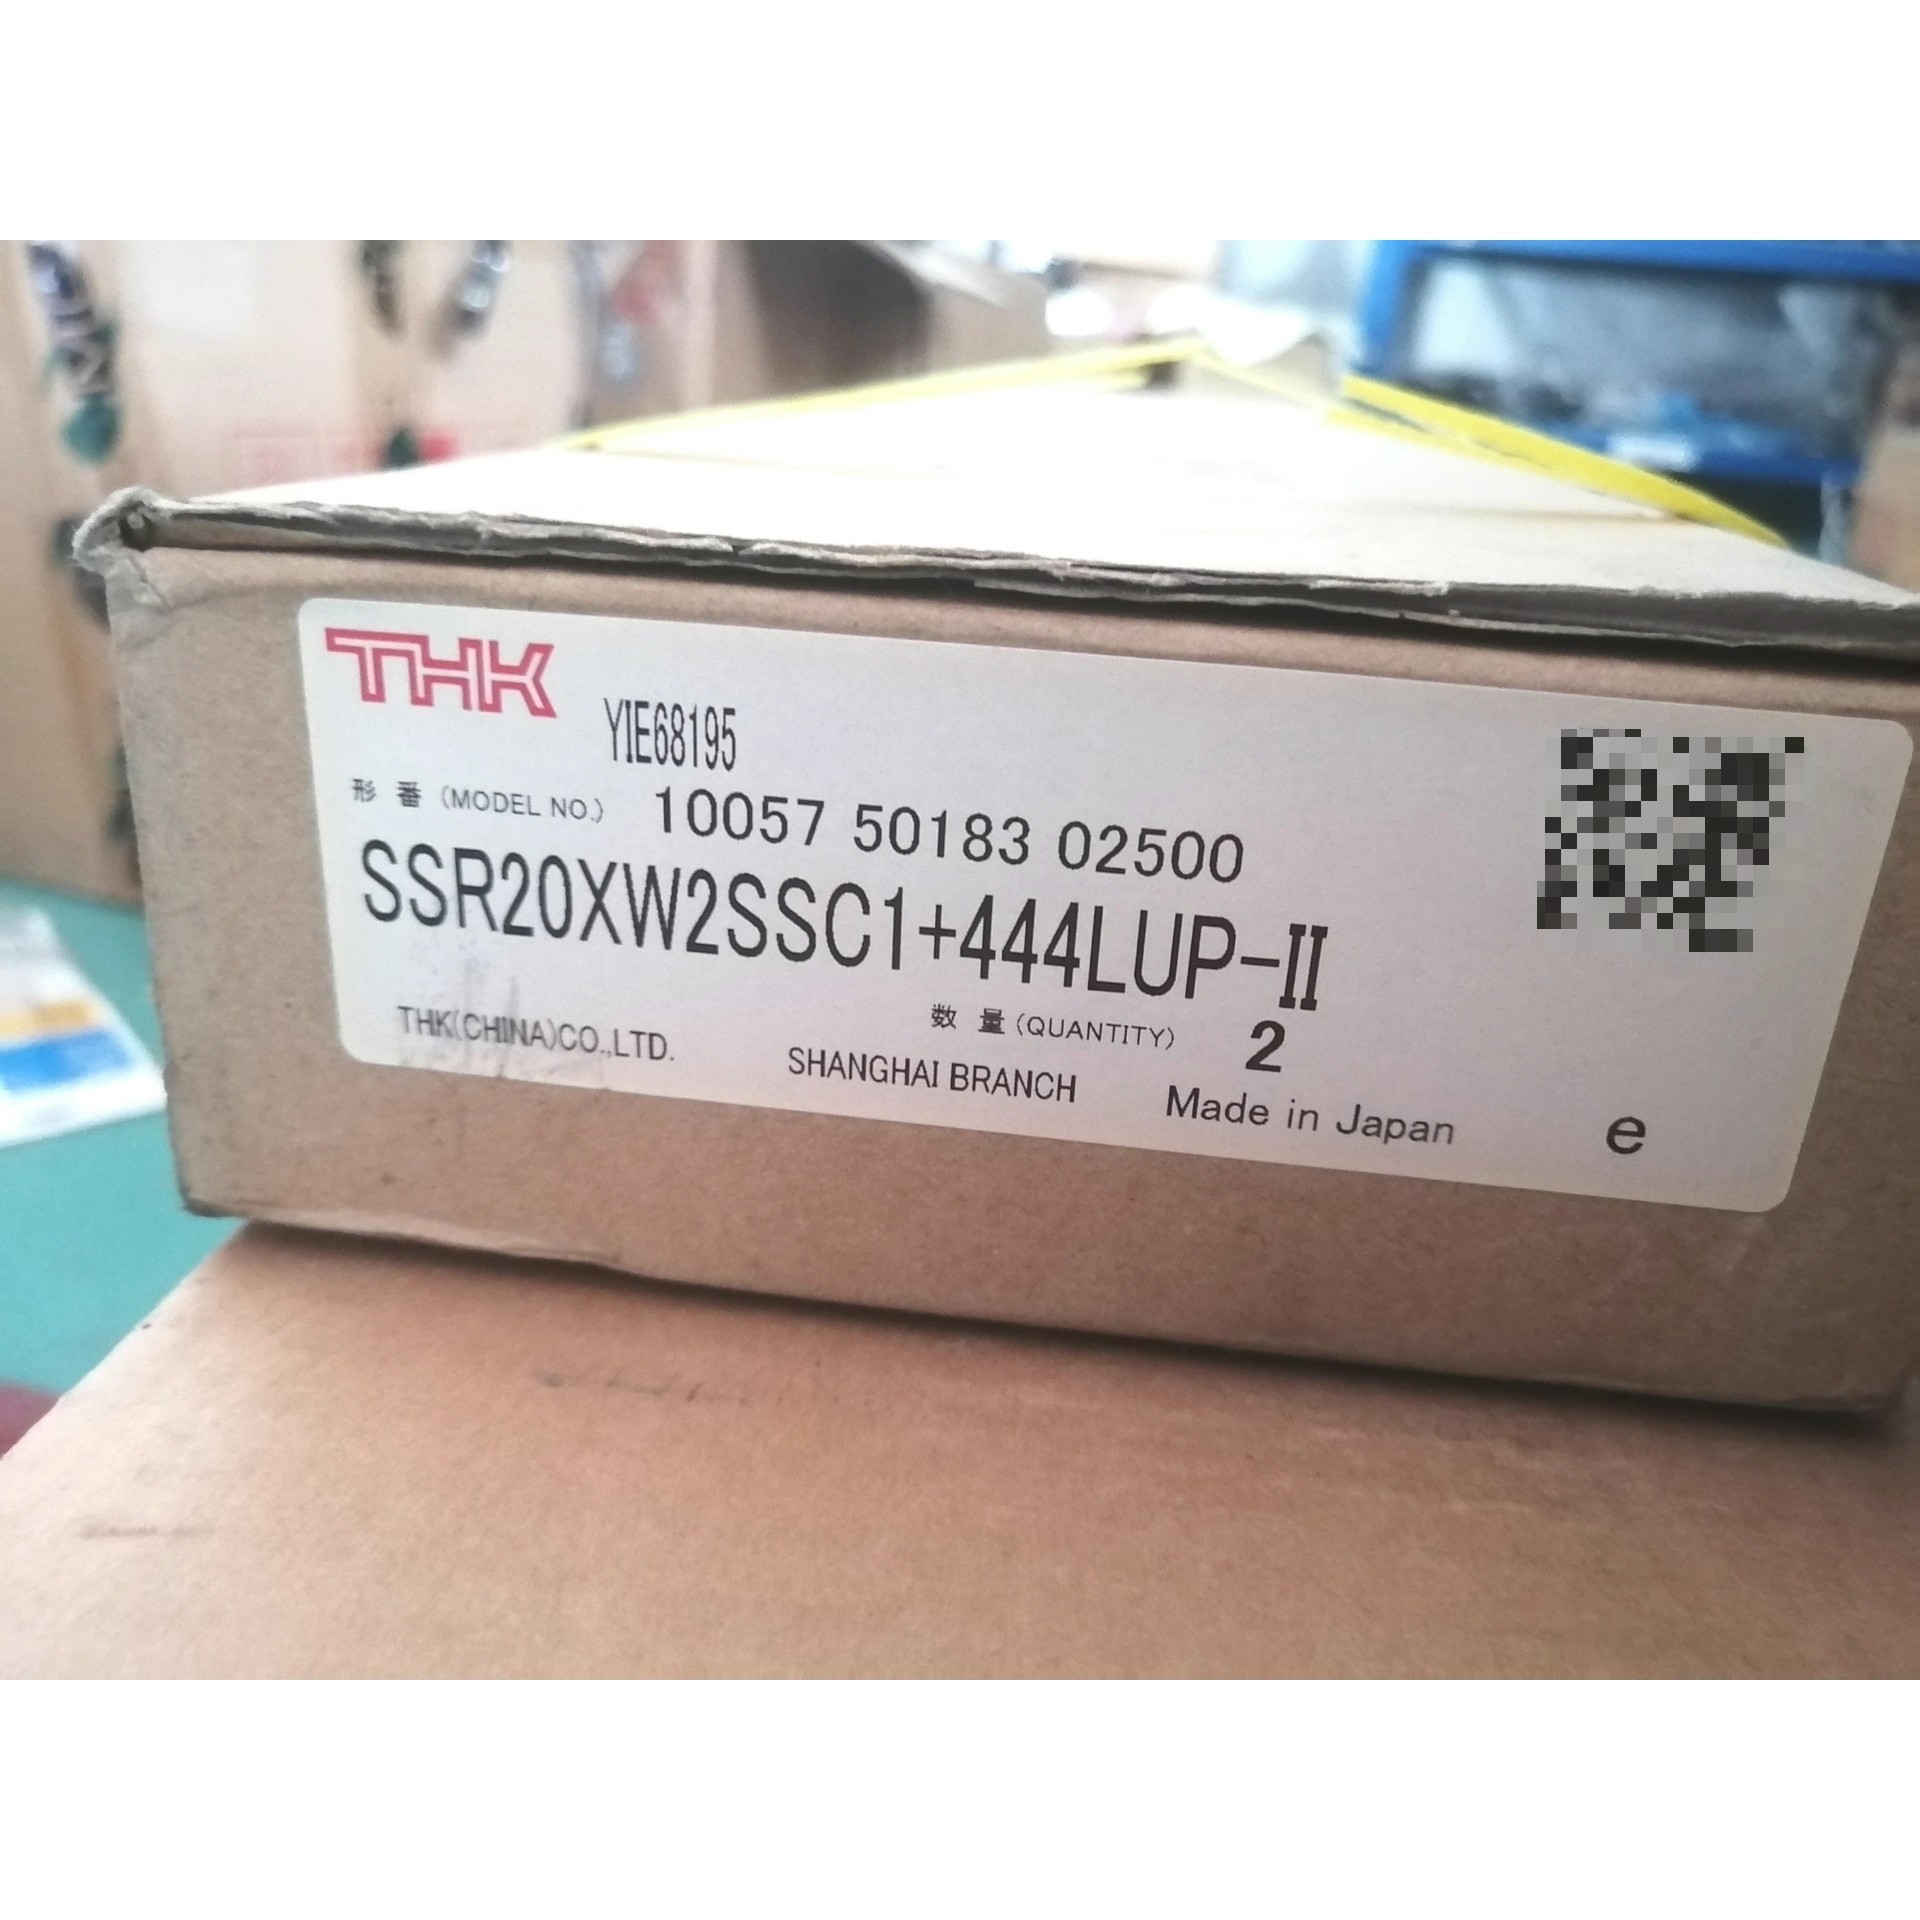 THK
YIE68195
形番 (MODEL NO.) 10057 50183 02500
SSR20XW2SSC1+444LUP-II
数量 (QUANTITY) 2
THK(CHINA)CO.,LTD. SHANGHAI BRANCH Made in Japan e